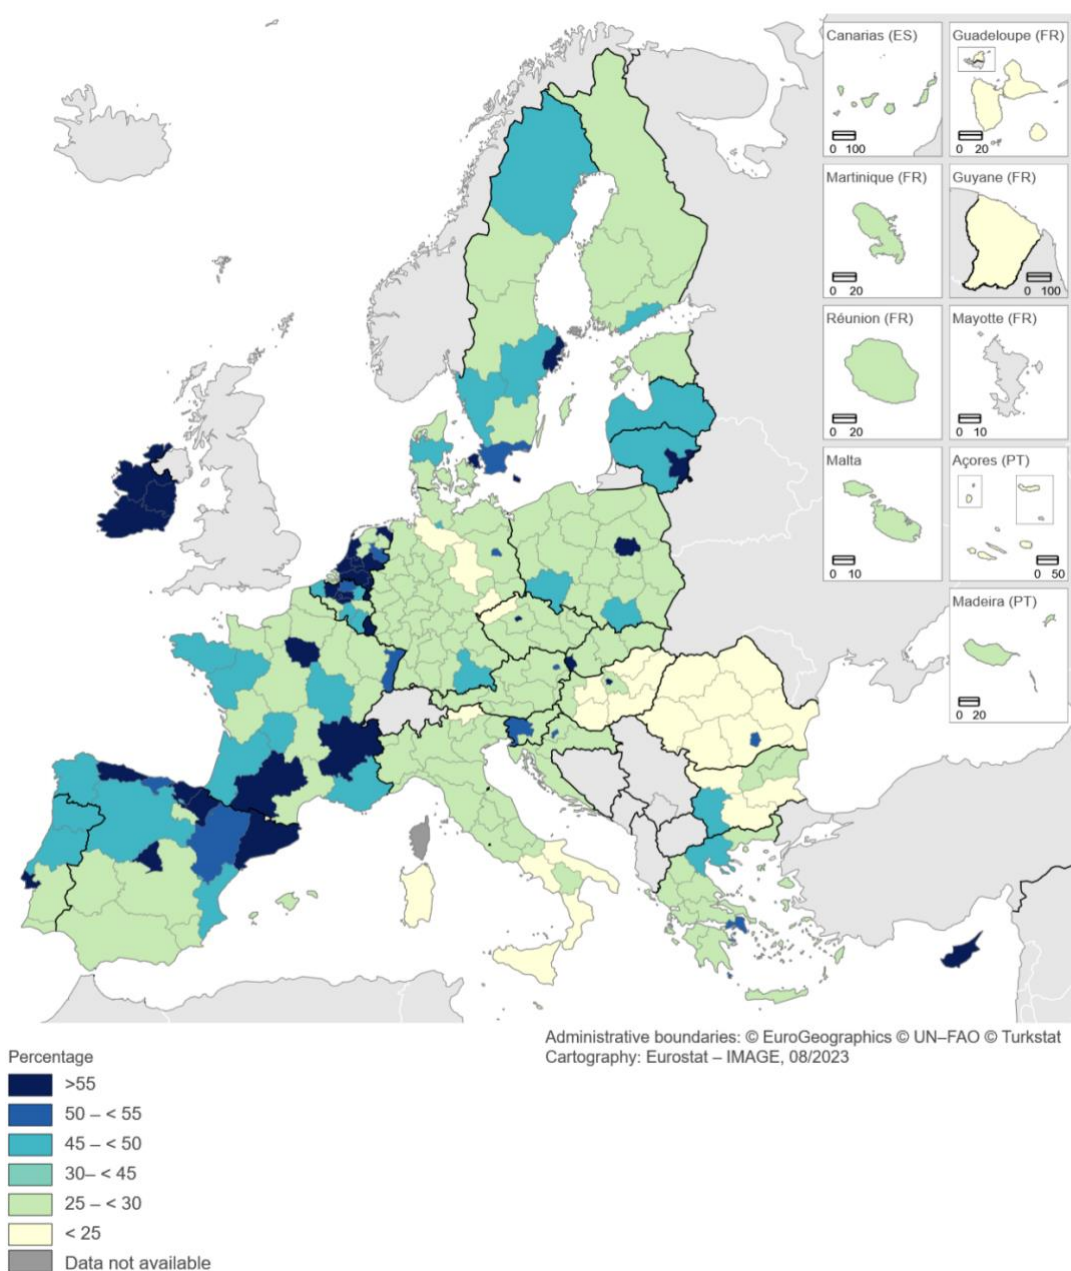 Canarias (ES)
0 100
Guadeloupe (FR)
0 20
Martinique (FR)
0 20
Guyane (FR)
0 100
Réunion (FR)
0 20
Mayotte (FR)
0 10
Malta
0 10
Açores (PT)
0 50
Madeira (PT)
0 20
Administrative boundaries: © EuroGeographics © UN–FAO © Turkstat
Cartography: Eurostat – IMAGE, 08/2023
Percentage
>55
50 – < 55
45 – < 50
30– < 45
25 – < 30
< 25
Data not available